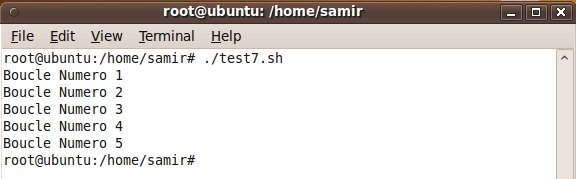 root@ubuntu: /home/samir
File Edit View Terminal Help
root@ubuntu:/home/samir# ./test7.sh
Boucle Numero 1
Boucle Numero 2
Boucle Numero 3
Boucle Numero 4
Boucle Numero 5
root@ubuntu:/home/samir#